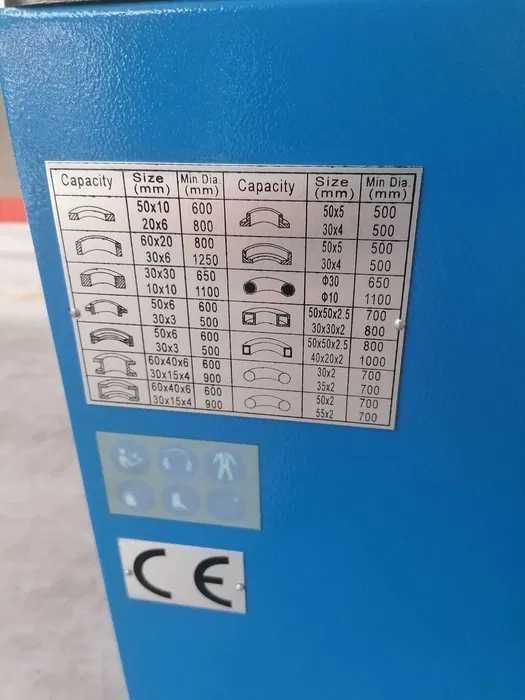 Capacity Size (mm) Min Dia. (mm) Capacity Size (mm) Min Dia. (mm)
50x10 600 50x5 500
20x6 800 30x4 500
60x20 800 50x5 500
30x6 1250 30x4 500
30x30 650 Φ30 650
10x10 1100 Φ10 1100
50x6 600 50x50x2.5 700
30x3 500 30x30x2 800
50x6 600 50x50x2.5 800
30x3 500 40x20x2 1000
60x40x6 600 30x2 700
30x15x4 900 35x2 700
60x40x6 600 50x2 700
30x15x4 900 55x2 700
CE